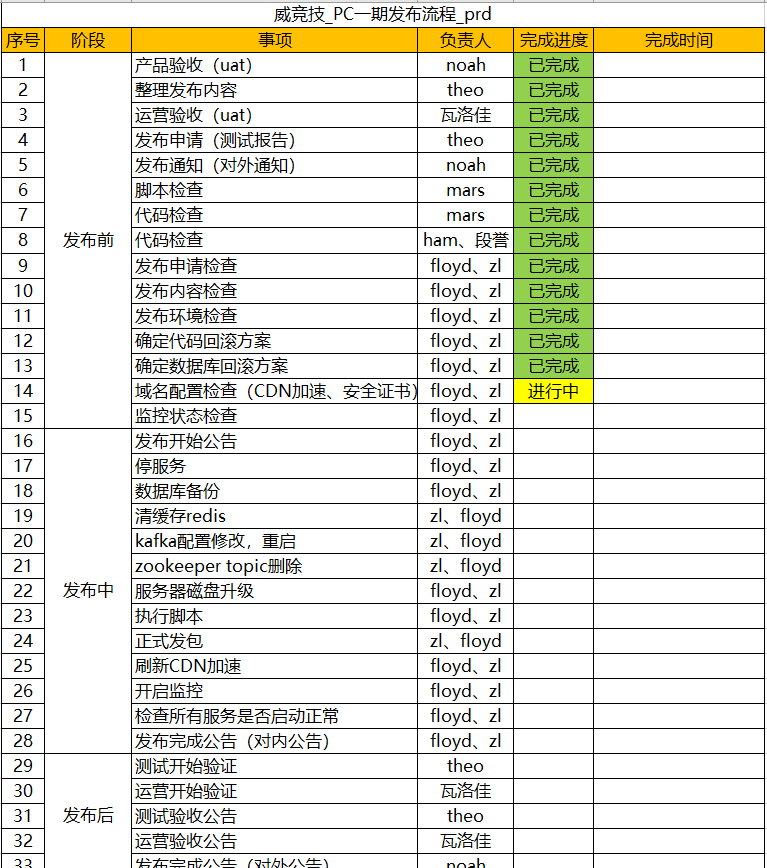 威竞技_PC一期发布流程_prd
序号 阶段 事项 负责人 完成进度 完成时间
1 产品验收（uat） noah 已完成
2 整理发布内容 theo 已完成
3 运营验收（uat） 瓦洛佳 已完成
4 发布申请（测试报告） theo 已完成
5 发布通知（对外通知） noah 已完成
6 脚本检查 mars 已完成
7 代码检查 mars 已完成
8 发布前 代码检查 ham、段誉 已完成
9 发布申请检查 floyd、zl 已完成
10 发布内容检查 floyd、zl 已完成
11 发布环境检查 floyd、zl 已完成
12 确定代码回滚方案 floyd、zl 已完成
13 确定数据库回滚方案 floyd、zl 已完成
14 域名配置检查（CDN加速、安全证书） floyd、zl 进行中
15 监控状态检查 floyd、zl
16 发布开始公告 floyd、zl
17 停服务 floyd、zl
18 数据库备份 floyd、zl
19 清缓存redis zl、floyd
20 kafka配置修改，重启 zl、floyd
21 zookeeper topic删除 zl、floyd
22 发布中 服务器磁盘升级 floyd、zl
23 执行脚本 floyd、zl
24 正式发包 zl、floyd
25 刷新CDN加速 floyd、zl
26 开启监控 floyd、zl
27 检查所有服务是否启动正常 floyd、zl
28 发布完成公告（对内公告） floyd、zl
29 测试开始验证 theo
30 运营开始验证 瓦洛佳
31 发布后 测试验收公告 theo
32 运营验收公告 瓦洛佳
33 发布完成公告（对外公告） noah